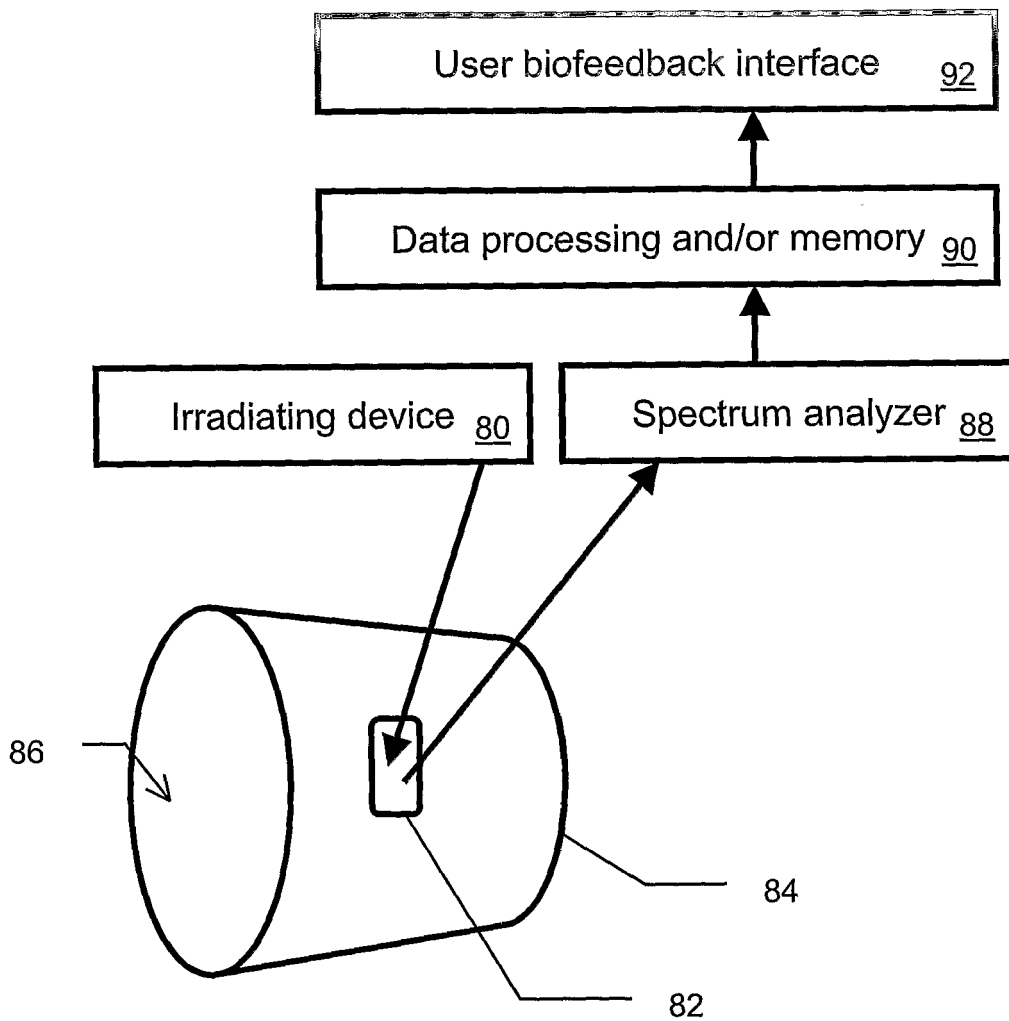 User biofeedback interface 92
Data processing and/or memory 90
Irradiating device 80
Spectrum analyzer 88
86
84
82